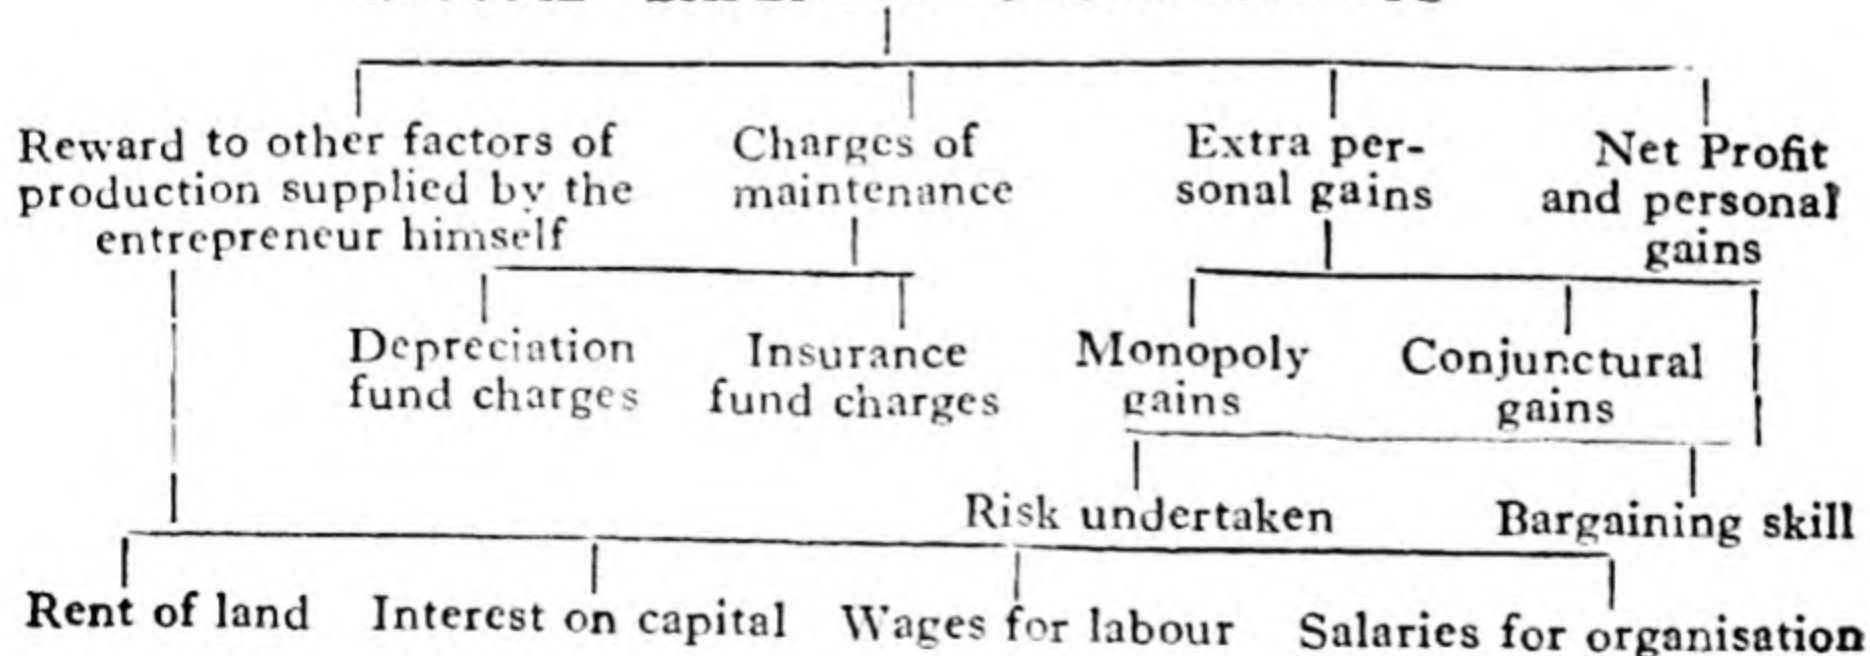 Reward to other factors of
production supplied by the
entrepreneur himself
Charges of
maintenance
Extra per-
sonal gains
Net Profit
and personal
gains
Depreciation
fund charges
Insurance
fund charges
Monopoly
gains
Conjunctural
gains
Risk undertaken
Bargaining skill
Rent of land
Interest on capital
Wages for labour
Salaries for organisation